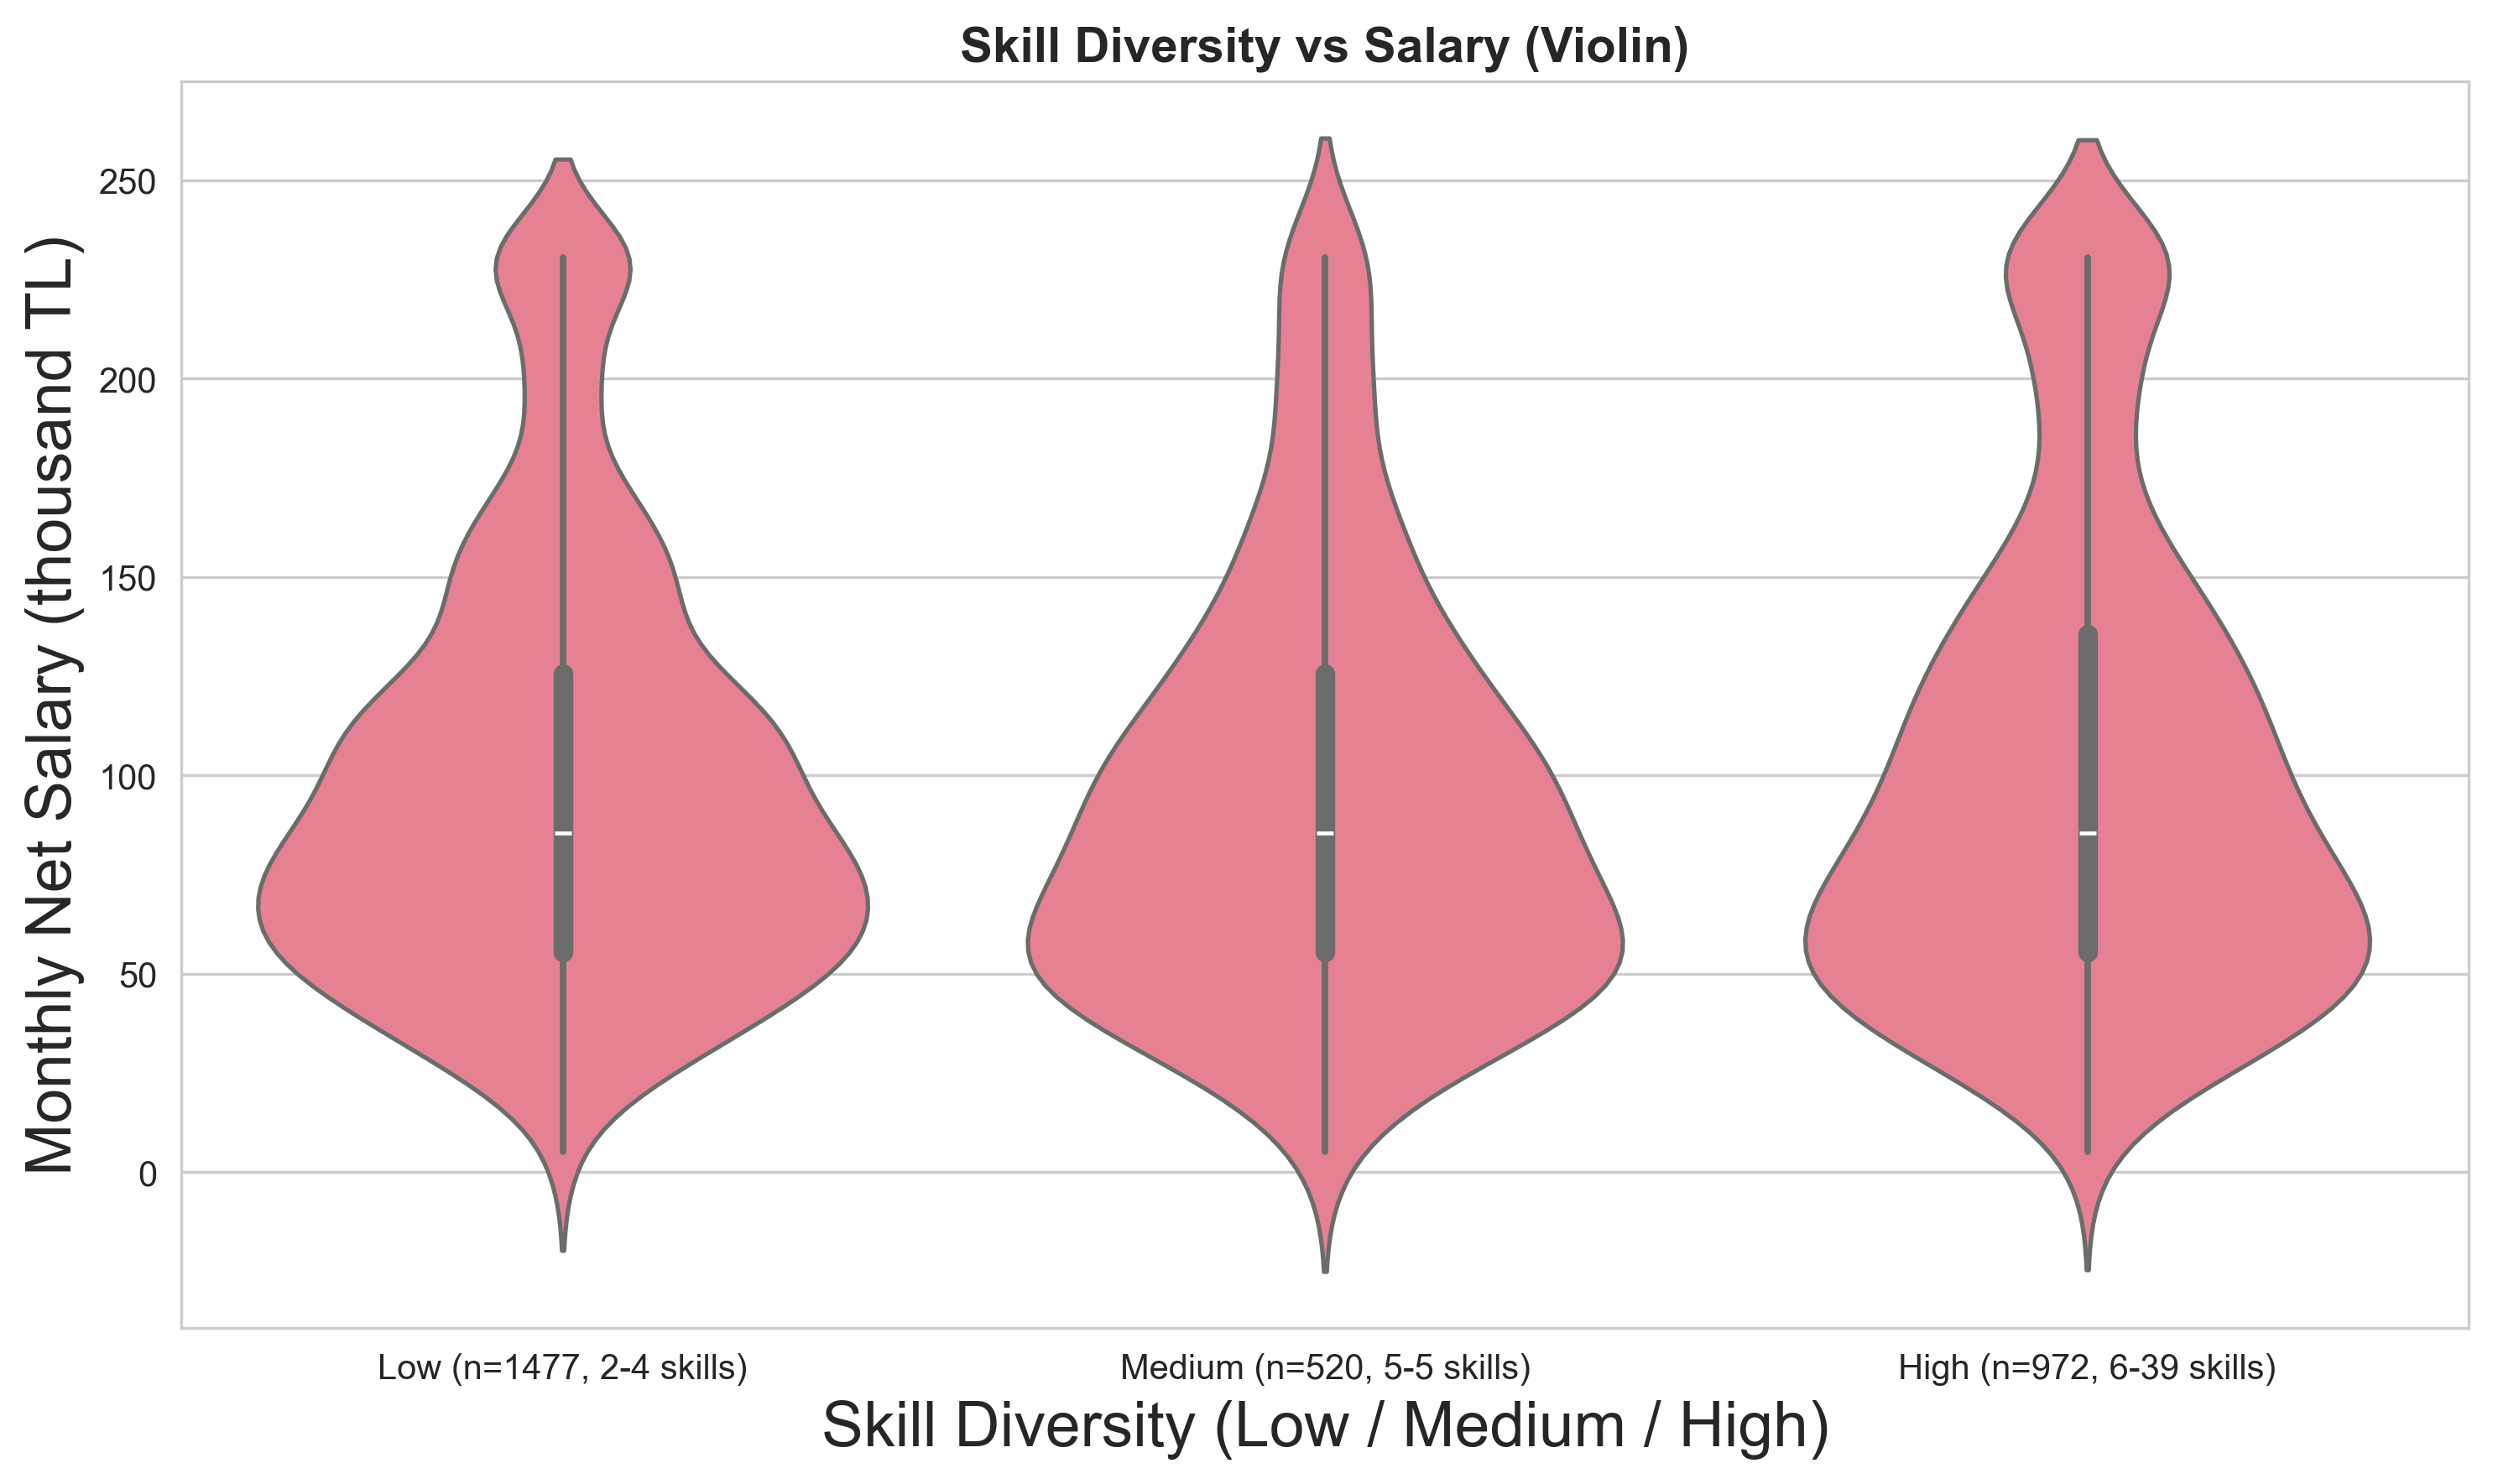 Skill Diversity vs Salary (Violin)
Monthly Net Salary (thousand TL)
250
200
150
100
50
0
Low (n=1477, 2-4 skills)
Medium (n=520, 5-5 skills)
High (n=972, 6-39 skills)
Skill Diversity (Low / Medium / High)